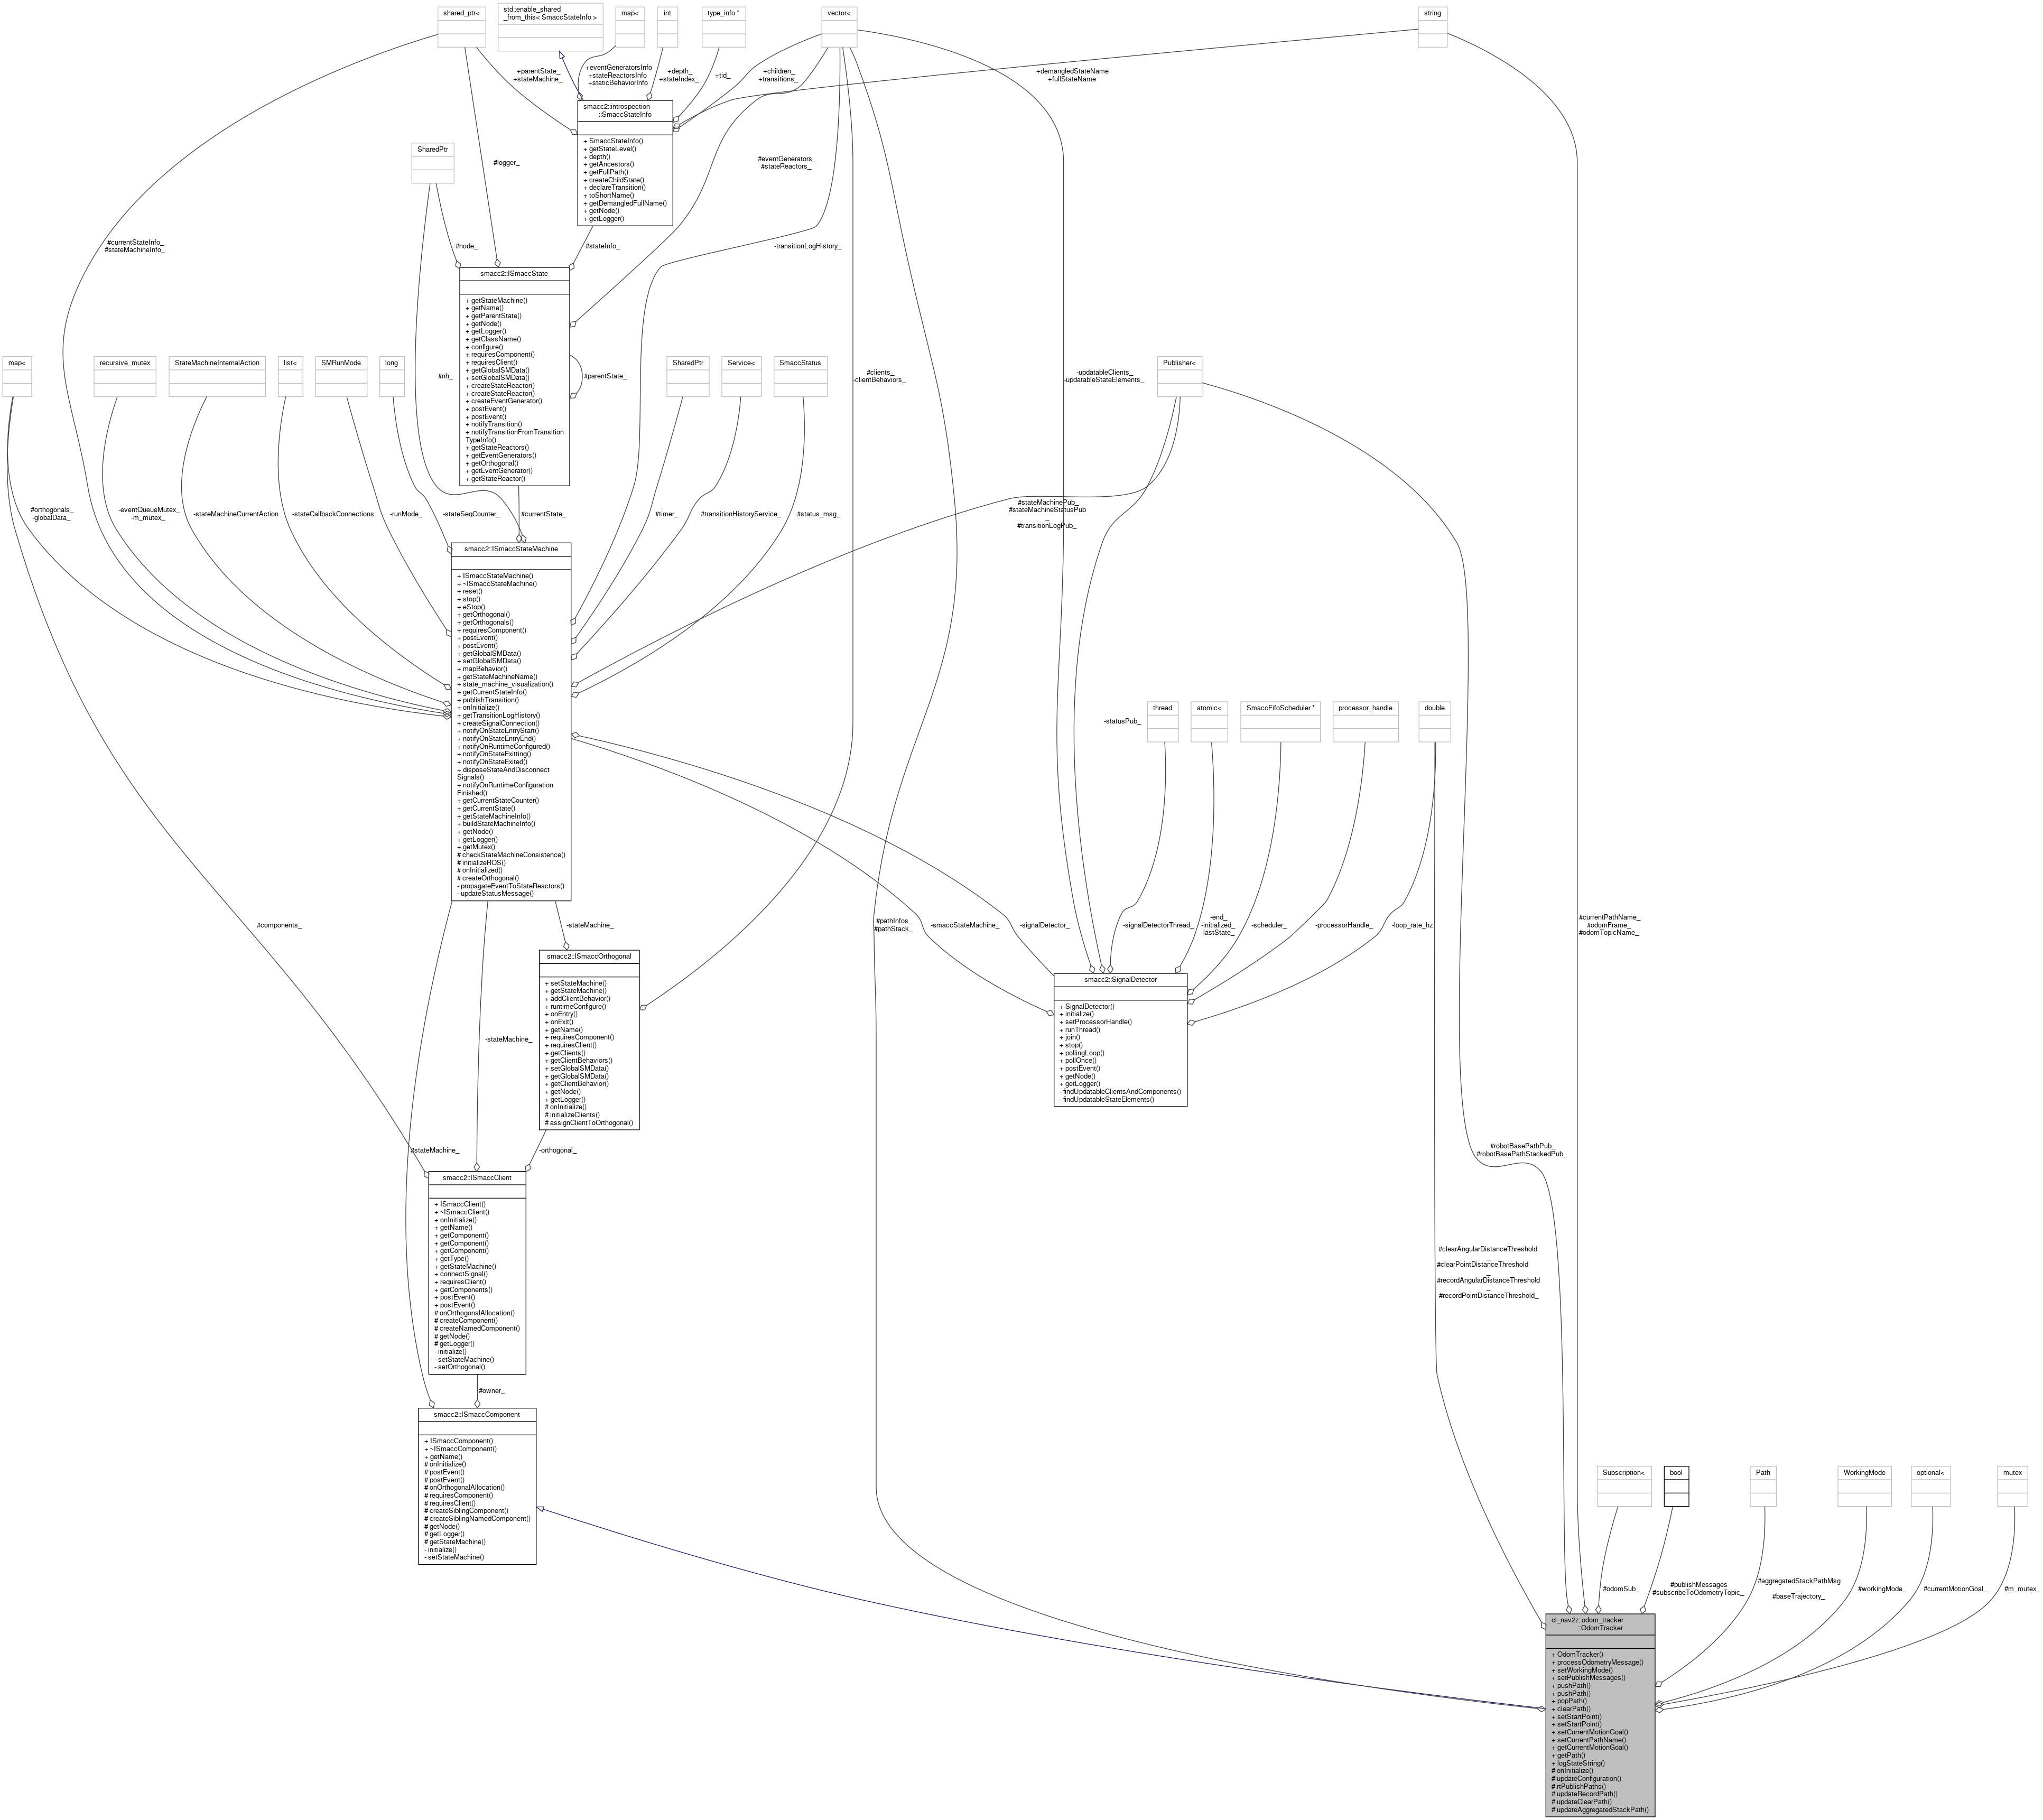 shared_ptr<
std::enable_shared
_from_this< SmaccStateInfo >
map<
int
type_info *
vector<
string
+parentState_
+stateMachine_
+eventGeneratorsInfo
+stateReactorsInfo
+staticBehaviorInfo
+depth_
+stateIndex_
+tid_
+children_
+transitions_
+demangledStateName
+fullStateName
smacc2::introspection
::SmaccStateInfo
+ SmaccStateInfo()
+ getStateLevel()
+ depth()
+ getAncestors()
+ getFullPath()
+ createChildState()
+ declareTransition()
+ toShortName()
+ getDemangledFullName()
+ getNode()
+ getLogger()
SharedPtr
#logger_
#eventGenerators_
#stateReactors_
#currentStateInfo_
#stateMachineInfo_
#node_
#stateInfo_
-transitionLogHistory_
smacc2::ISmaccState
+ getStateMachine()
+ getName()
+ getParentState()
+ getNode()
+ getLogger()
+ getClassName()
+ configure()
+ requiresComponent()
+ requiresClient()
+ getGlobalSMData()
+ setGlobalSMData()
+ createStateReactor()
+ createStateReactor()
+ createEventGenerator()
+ postEvent()
+ postEvent()
+ notifyTransition()
+ notifyTransitionFromTransition
TypeInfo()
+ getStateReactors()
+ getEventGenerators()
+ getOrthogonal()
+ getEventGenerator()
+ getStateReactor()
#parentState_
#nh_
#clients_
-clientBehaviors_
-updatableClients_
-updatableStateElements_
map<
recursive_mutex
StateMachineInternalAction
list<
SMRunMode
long
SharedPtr
Service<
SmaccStatus
Publisher<
#orthogonals_
-globalData_
-eventQueueMutex_
-m_mutex_
-stateMachineCurrentAction
-stateCallbackConnections
-runMode_
-stateSeqCounter_
#currentState_
#timer_
#transitionHistoryService_
#status_msg_
#stateMachinePub_
#stateMachineStatusPub
_
#transitionLogPub_
smacc2::ISmaccStateMachine
+ ISmaccStateMachine()
+ ~ISmaccStateMachine()
+ reset()
+ stop()
+ eStop()
+ getOrthogonal()
+ getOrthogonals()
+ requiresComponent()
+ postEvent()
+ postEvent()
+ getGlobalSMData()
+ setGlobalSMData()
+ mapBehavior()
+ getStateMachineName()
+ state_machine_visualization()
+ getCurrentStateInfo()
+ publishTransition()
+ onInitialize()
+ getTransitionLogHistory()
+ createSignalConnection()
+ notifyOnStateEntryStart()
+ notifyOnStateEntryEnd()
+ notifyOnRuntimeConfigured()
+ notifyOnStateExitting()
+ notifyOnStateExited()
+ disposeStateAndDisconnect
Signals()
+ notifyOnRuntimeConfiguration
Finished()
+ getCurrentStateCounter()
+ getCurrentState()
+ getStateMachineInfo()
+ buildStateMachineInfo()
+ getNode()
+ getLogger()
+ getMutex()
# checkStateMachineConsistence()
# initializeROS()
# onInitialized()
# createOrthogonal()
- propagateEventToStateReactors()
- updateStatusMessage()
-statusPub_
thread
atomic<
SmaccFifoScheduler *
processor_handle
double
#components_
-stateMachine_
#pathInfos_
#pathStack_
-smaccStateMachine_
-signalDetector_
-signalDetectorThread_
-end_
-initialized_
-lastState_
-scheduler_
-processorHandle_
-loop_rate_hz
#currentPathName_
#odomFrame_
#odomTopicName_
smacc2::ISmaccOrthogonal
+ setStateMachine()
+ getStateMachine()
+ addClientBehavior()
+ runtimeConfigure()
+ onEntry()
+ onExit()
+ getName()
+ requiresComponent()
+ requiresClient()
+ getClients()
+ getClientBehaviors()
+ setGlobalSMData()
+ getGlobalSMData()
+ getClientBehavior()
+ getNode()
+ getLogger()
# onInitialize()
# initializeClients()
# assignClientToOrthogonal()
smacc2::SignalDetector
+ SignalDetector()
+ initialize()
+ setProcessorHandle()
+ runThread()
+ join()
+ stop()
+ pollingLoop()
+ pollOnce()
+ postEvent()
+ getNode()
+ getLogger()
- findUpdatableClientsAndComponents()
- findUpdatableStateElements()
-stateMachine_
#stateMachine_
-orthogonal_
#robotBasePathPub_
#robotBasePathStackedPub_
smacc2::ISmaccClient
+ ISmaccClient()
+ ~ISmaccClient()
+ onInitialize()
+ getName()
+ getComponent()
+ getComponent()
+ getComponent()
+ getType()
+ getStateMachine()
+ connectSignal()
+ requiresClient()
+ getComponents()
+ postEvent()
+ postEvent()
# onOrthogonalAllocation()
# createComponent()
# createNamedComponent()
# getNode()
# getLogger()
- initialize()
- setStateMachine()
- setOrthogonal()
#clearAngularDistanceThreshold
_
#clearPointDistanceThreshold
_
#recordAngularDistanceThreshold
_
#recordPointDistanceThreshold_
#owner_
smacc2::ISmaccComponent
+ ISmaccComponent()
+ ~ISmaccComponent()
+ getName()
# onInitialize()
# postEvent()
# postEvent()
# onOrthogonalAllocation()
# requiresComponent()
# requiresClient()
# createSiblingComponent()
# createSiblingNamedComponent()
# getNode()
# getLogger()
# getStateMachine()
- initialize()
- setStateMachine()
Subscription<
bool
Path
WorkingMode
optional<
mutex
#odomSub_
#publishMessages
#subscribeToOdometryTopic_
#aggregatedStackPathMsg
_
#baseTrajectory_
#workingMode_
#currentMotionGoal_
#m_mutex_
cl_nav2z::odom_tracker
::OdomTracker
+ OdomTracker()
+ processOdometryMessage()
+ setWorkingMode()
+ setPublishMessages()
+ pushPath()
+ pushPath()
+ popPath()
+ clearPath()
+ setStartPoint()
+ setStartPoint()
+ setCurrentMotionGoal()
+ setCurrentPathName()
+ getCurrentMotionGoal()
+ getPath()
+ logStateString()
# onInitialize()
# updateConfiguration()
# rtPublishPaths()
# updateRecordPath()
# updateClearPath()
# updateAggregatedStackPath()